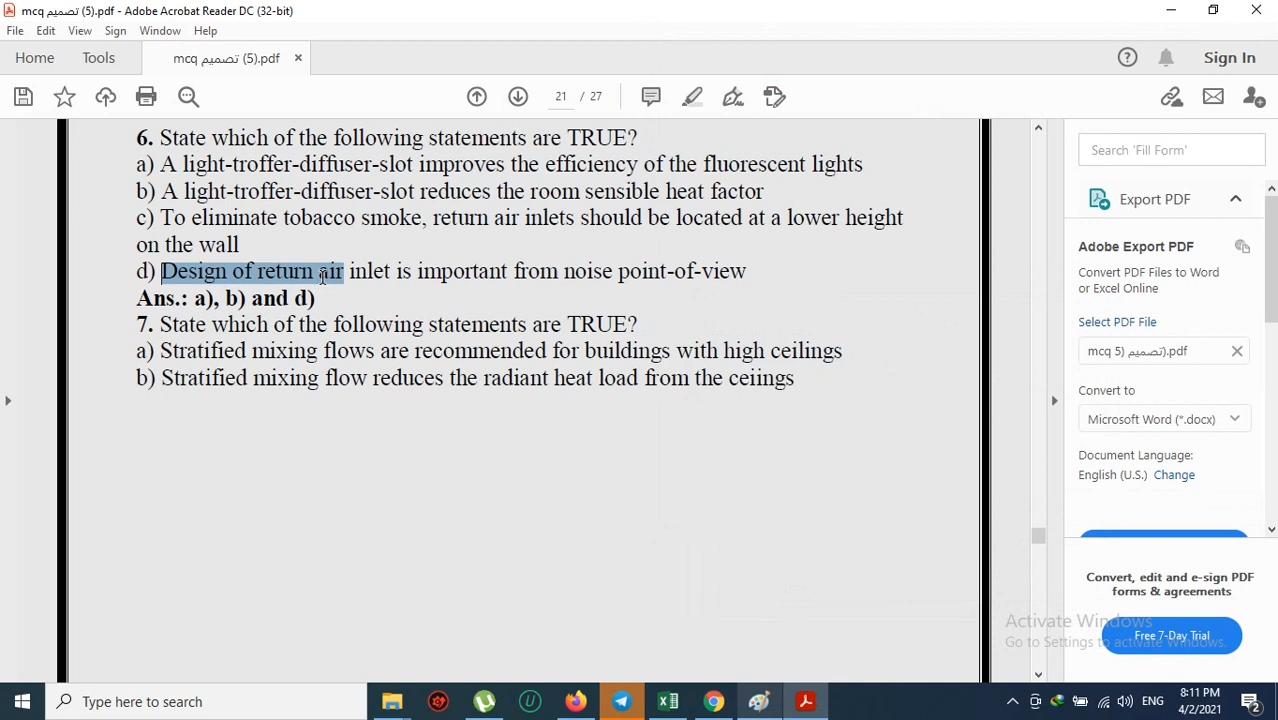 mcq تصميم (5).pdf - Adobe Acrobat Reader DC (32-bit)
File Edit View Sign Window Help
Home Tools mcq تصميم (5).pdf × Sign In
21 / 27
6. State which of the following statements are TRUE?
a) A light-troffer-diffuser-slot improves the efficiency of the fluorescent lights
b) A light-troffer-diffuser-slot reduces the room sensible heat factor
c) To eliminate tobacco smoke, return air inlets should be located at a lower height
on the wall
d) Design of return air inlet is important from noise point-of-view
Ans.: a), b) and d)
7. State which of the following statements are TRUE?
a) Stratified mixing flows are recommended for buildings with high ceilings
b) Stratified mixing flow reduces the radiant heat load from the ceiings
Search 'Fill Form'
Export PDF
Adobe Export PDF
Convert PDF Files to Word
or Excel Online
Select PDF File
mcq تصميم (5).pdf
Convert to
Microsoft Word (*.docx)
Document Language:
English (U.S.) Change
Convert, edit and e-sign PDF
forms & agreements
Free 7-Day Trial
Activate Windows
Go to Settings to activate Windows.
Type here to search
ENG
8:11 PM
4/2/2021
2